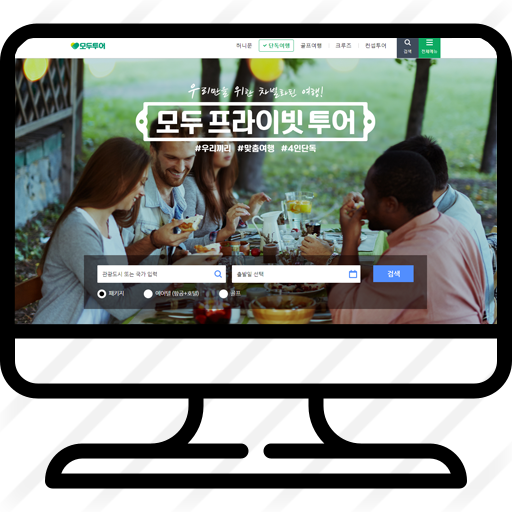 모두투어
허니문 단독여행 골프여행 크루즈 컨설투어 검색 전체메뉴
우리만을 위한 차별화된 여행!
모두 프라이빗 투어
#우리끼리 #맞춤여행 #4인단독
관광도시 또는 국가 입력 출발일 선택 검색
패키지 에어텔 (항공+호텔) 골프